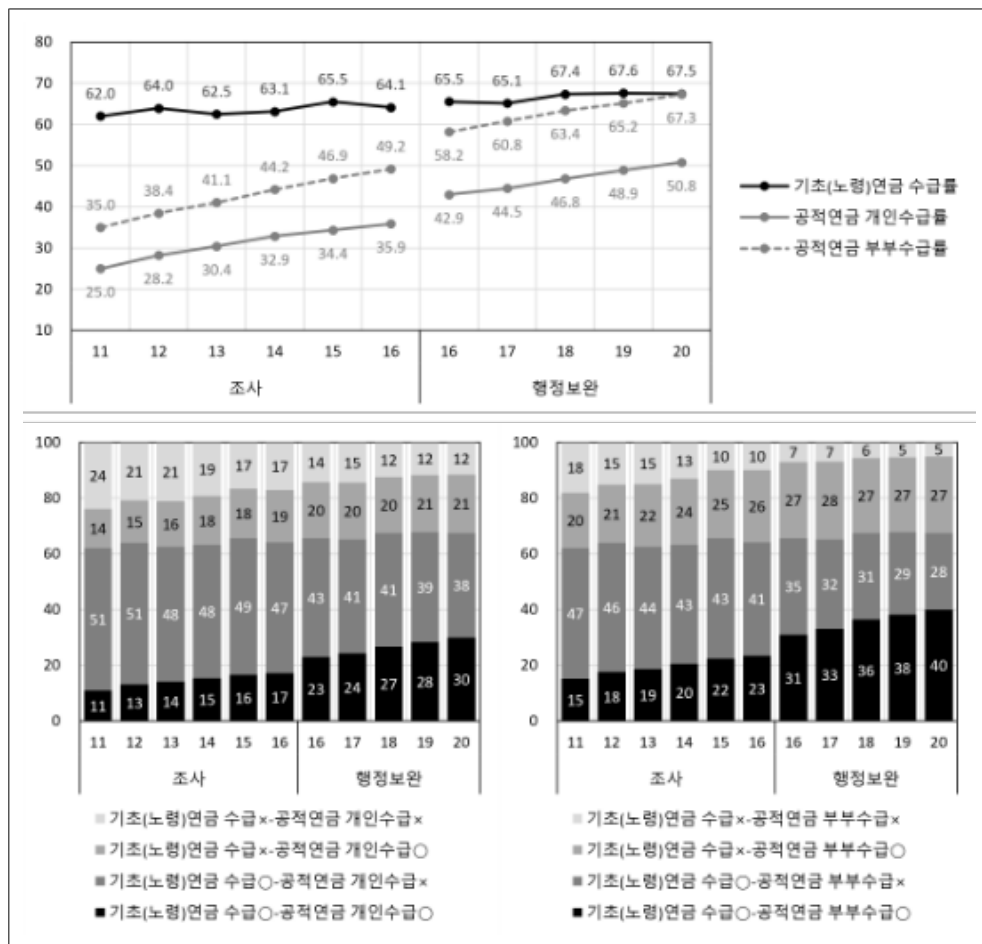 80
70
60
50
40
30
20
10
62.0 64.0 62.5 63.1 65.5 64.1 65.5 65.1 67.4 67.6 67.5
35.0 38.4 41.1 44.2 46.9 49.2 58.2 60.8 63.4 65.2 67.3
25.0 28.2 30.4 32.9 34.4 35.9 42.9 44.5 46.8 48.9 50.8
11 12 13 14 15 16 16 17 18 19 20
조사 행정보완
기초(노령)연금 수급률
공적연금 개인수급률
공적연금 부부수급률
100
80
60
40
20
0
24 21 21 19 17 17 14 15 12 12 12
14 15 16 18 18 19 20 20 20 21 21
51 51 48 48 49 47 43 41 41 39 38
11 13 14 15 16 17 23 24 27 28 30
11 12 13 14 15 16 16 17 18 19 20
조사 행정보완
기초(노령)연금 수급×-공적연금 개인수급×
기초(노령)연금 수급×-공적연금 개인수급○
기초(노령)연금 수급○-공적연금 개인수급×
기초(노령)연금 수급○-공적연금 개인수급○
100
80
60
40
20
0
18 15 15 13 10 10 7 7 6 5 5
20 21 22 24 25 26 27 28 27 27 27
47 46 44 43 43 41 35 32 31 29 28
15 18 19 20 22 23 31 33 36 38 40
11 12 13 14 15 16 16 17 18 19 20
조사 행정보완
기초(노령)연금 수급×-공적연금 부부수급×
기초(노령)연금 수급×-공적연금 부부수급○
기초(노령)연금 수급○-공적연금 부부수급×
기초(노령)연금 수급○-공적연금 부부수급○